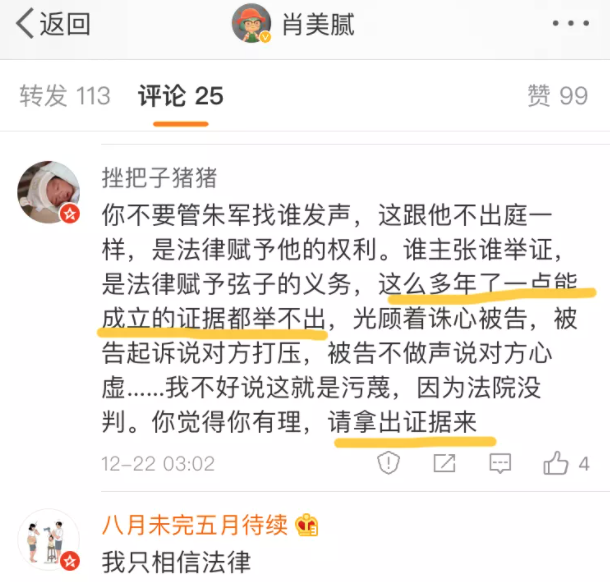 返回
肖美腻
转发 113 评论 25 赞 99
挫把子猪猪
你不要管朱军找谁发声，这跟他不出庭一
样，是法律赋予他的权利。谁主张谁举证，
是法律赋予弦子的义务，这么多年了一点能
成立的证据都举不出，光顾着诛心被告，被
告起诉说对方打压，被告不做声说对方心
虚……我不好说这就是污蔑，因为法院没
判。你觉得你有理，请拿出证据来
12-22 03:02 4
八月未完五月待续
我只相信法律